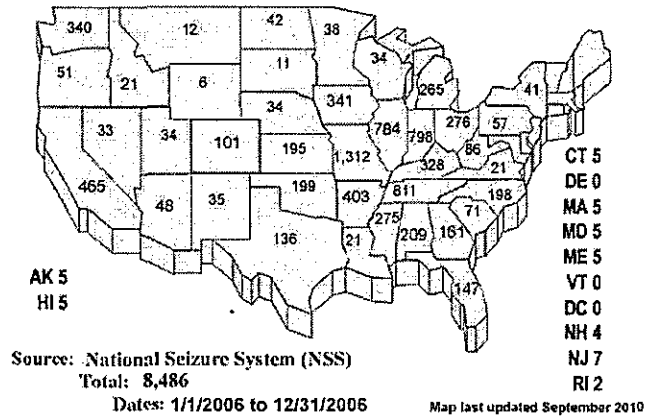 340
12
42
38
51
21
6
11
34
265
41
33
34
101
34
341
784
798
276
57
86
195
1,312
328
21
465
48
35
199
403
811
198
136
21
275
209
161
71
147
CT 5
DE 0
MA 5
MD 5
ME 5
VT 0
DC 0
NH 4
NJ 7
RI 2
AK 5
HI 5
Source: National Seizure System (NSS)
Total: 8,486
Dates: 1/1/2006 to 12/31/2006
Map last updated September 2010